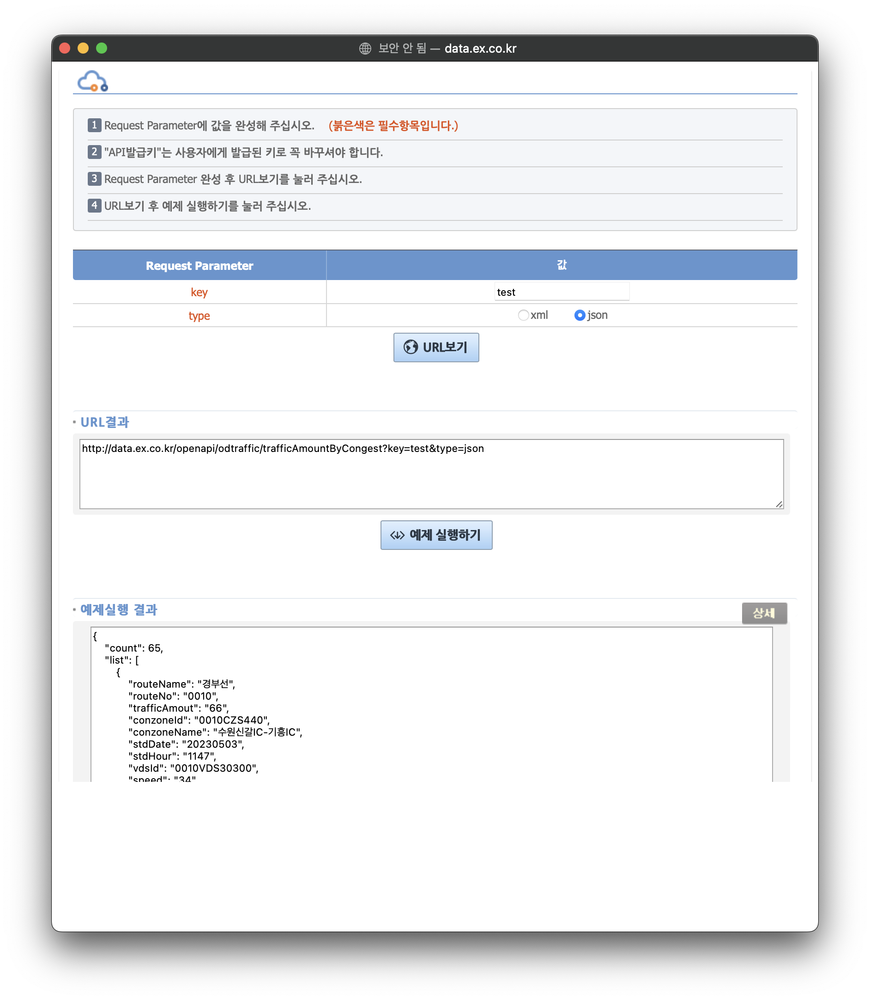 보안 안 됨 — data.ex.co.kr
1 Request Parameter에 값을 완성해 주십시오. (붉은색은 필수항목입니다.)
2 "API발급키"는 사용자에게 발급된 키로 꼭 바꾸셔야 합니다.
3 Request Parameter 완성 후 URL보기를 눌러 주십시오.
4 URL보기 후 예제 실행하기를 눌러 주십시오.
Request Parameter 값
key test
type xml json
URL보기
URL결과
http://data.ex.co.kr/openapi/odtraffic/trafficAmountByCongest?key=test&type=json
예제 실행하기
예제실행 결과
상세
{
"count": 65,
"list": [
{
"routeName": "경부선",
"routeNo": "0010",
"trafficAmout": "66",
"conzoneId": "0010CZS440",
"conzoneName": "수원신갈IC-기흥IC",
"stdDate": "20230503",
"stdHour": "1147",
"vdsId": "0010VDS30300",
"speed": "34"